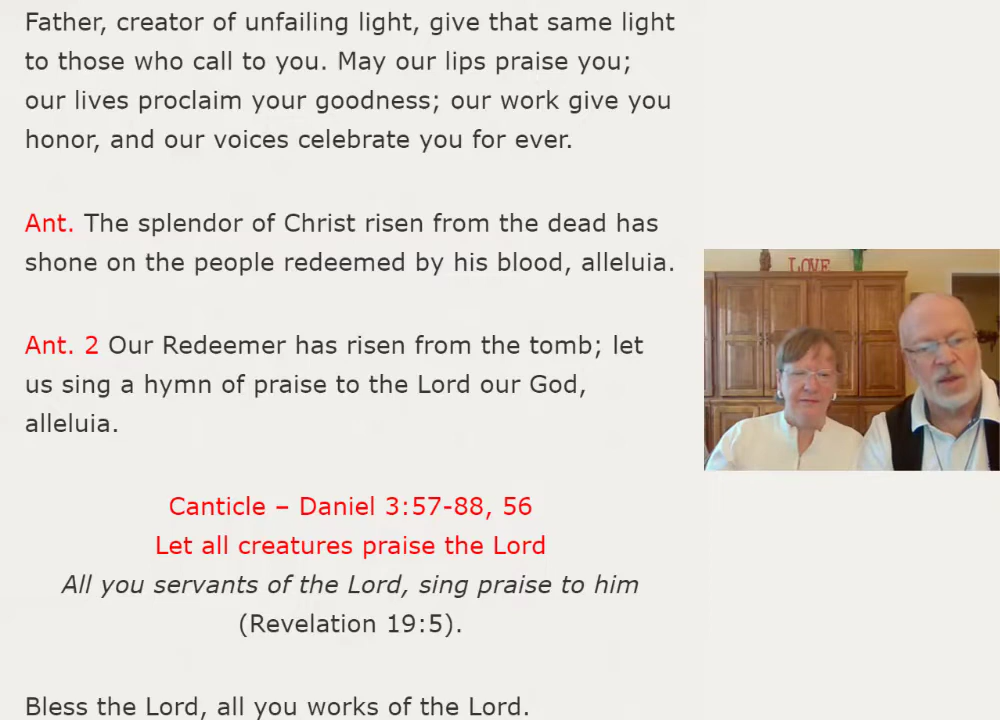 Father, creator of unfailing light, give that same light
to those who call to you. May our lips praise you;
our lives proclaim your goodness; our work give you
honor, and our voices celebrate you for ever.
Ant. The splendor of Christ risen from the dead has
shone on the people redeemed by his blood, alleluia.
LOVE
Ant. 2 Our Redeemer has risen from the tomb; let
us sing a hymn of praise to the Lord our God,
alleluia.
Canticle – Daniel 3:57-88, 56
Let all creatures praise the Lord
All you servants of the Lord, sing praise to him
(Revelation 19:5).
Bless the Lord, all you works of the Lord.